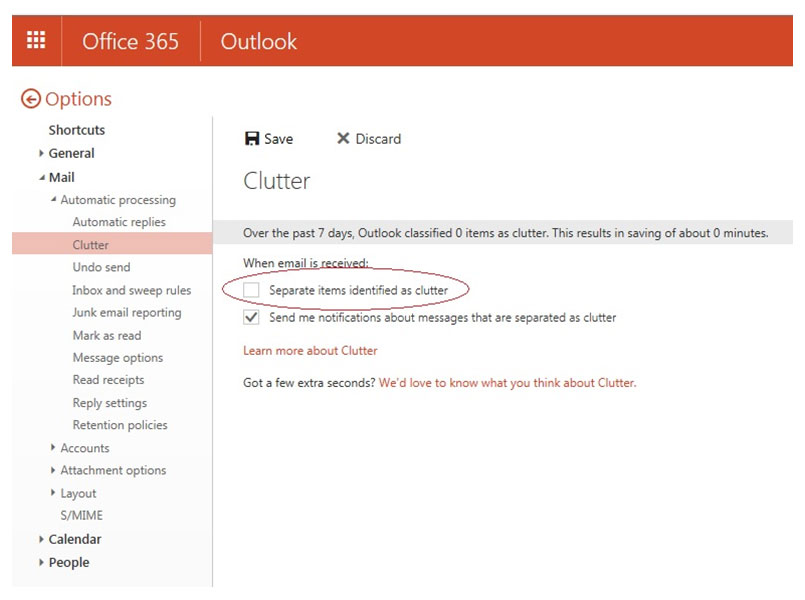 Office 365 Outlook
Options
Shortcuts
General
Mail
Automatic processing
Automatic replies
Clutter
Undo send
Inbox and sweep rules
Junk email reporting
Mark as read
Message options
Read receipts
Reply settings
Retention policies
Accounts
Attachment options
Layout
S/MIME
Calendar
People
Save Discard
Clutter
Over the past 7 days, Outlook classified 0 items as clutter. This results in saving of about 0 minutes.
When email is received:
Separate items identified as clutter
Send me notifications about messages that are separated as clutter
Learn more about Clutter
Got a few extra seconds? We'd love to know what you think about Clutter.